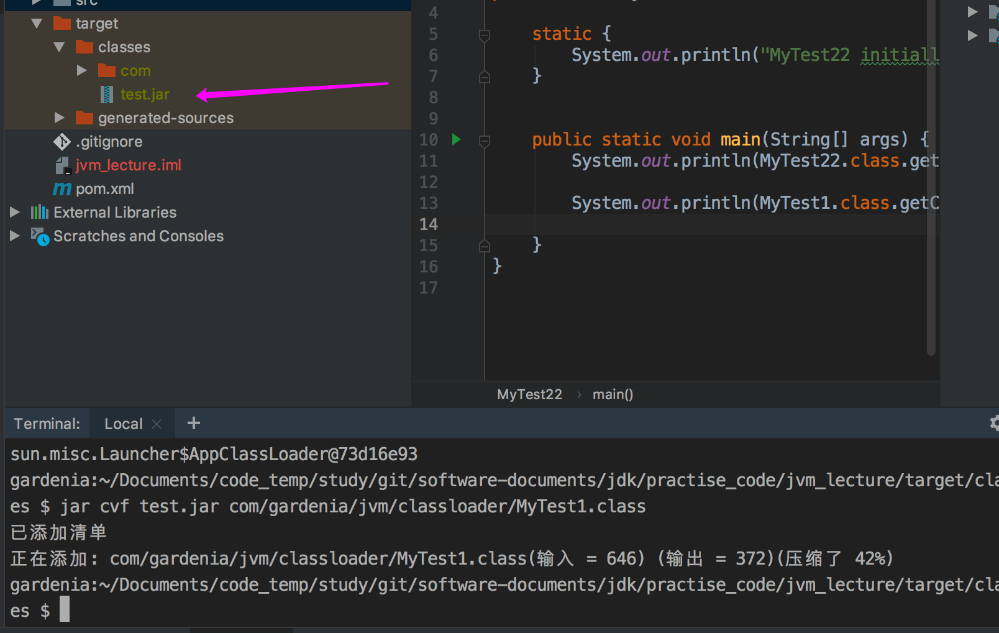 src
target
classes
com
test.jar
generated-sources
.gitignore
jvm_lecture.iml
pom.xml
External Libraries
Scratches and Consoles
4
5 static {
6 System.out.println("MyTest22 initiall
7 }
8
9
10 public static void main(String[] args) {
11 System.out.println(MyTest22.class.get
12
13 System.out.println(MyTest1.class.getC
14
15 }
16 }
17
MyTest22 › main()
Terminal: Local × +
sun.misc.Launcher$AppClassLoader@73d16e93
gardenia:~/Documents/code_temp/study/git/software-documents/jdk/practise_code/jvm_lecture/target/cla
es $ jar cvf test.jar com/gardenia/jvm/classloader/MyTest1.class
已添加清单
正在添加: com/gardenia/jvm/classloader/MyTest1.class(输入 = 646) (输出 = 372)(压缩了 42%)
gardenia:~/Documents/code_temp/study/git/software-documents/jdk/practise_code/jvm_lecture/target/cla
es $